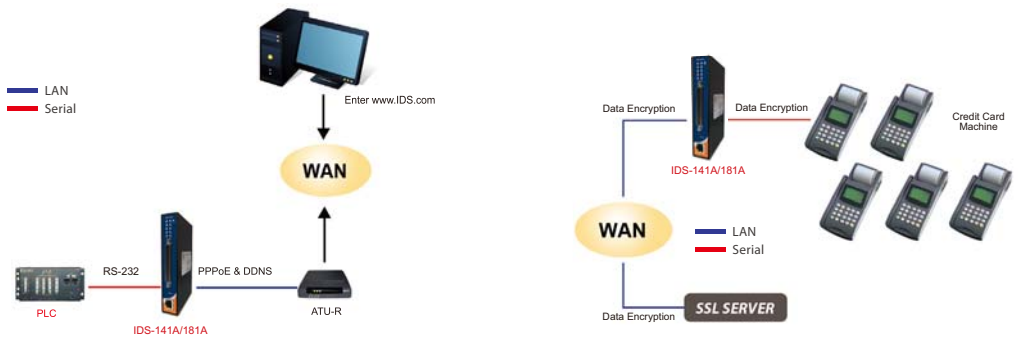 LAN
Serial
Enter www.IDS.com
WAN
RS-232
PPPoE & DDNS
PLC
IDS-141A/181A
ATU-R
Data Encryption
Data Encryption
Credit Card
Machine
IDS-141A/181A
WAN
LAN
Serial
Data Encryption
SSL SERVER